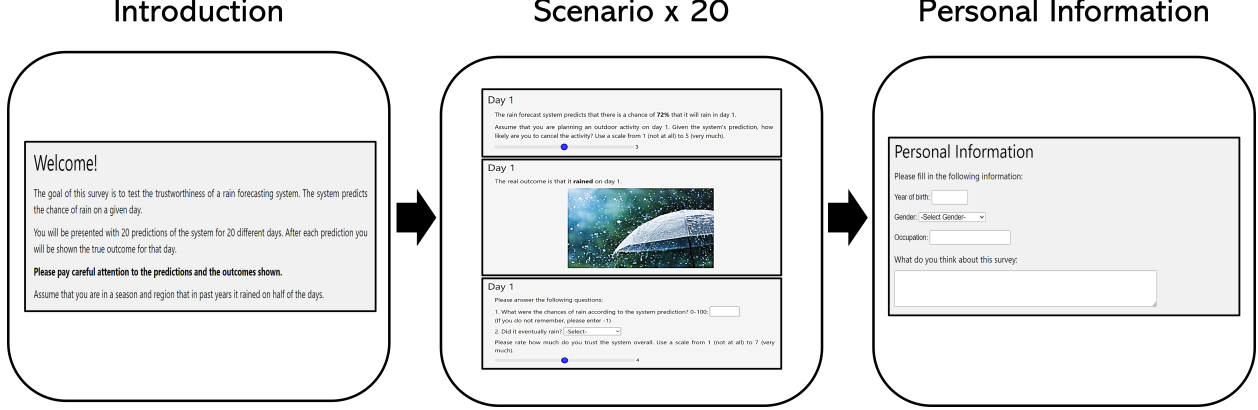 Introduction
Scenario x 20
Personal Information
Welcome!
The goal of this survey is to test the trustworthiness of a rain forecasting system. The system predicts
the chance of rain on a given day.
You will be presented with 20 predictions of the system for 20 different days. After each prediction you
will be shown the true outcome for that day.
Please pay careful attention to the predictions and the outcomes shown.
Assume that you are in a season and region that in past years it rained on half of the days.
Day 1
The rain forecast system predicts that there is a chance of 72% that it will rain in day 1.
Assume that you are planning an outdoor activity on day 1. Given the system's prediction, how
likely are you to cancel the activity? Use a scale from 1 (not at all) to 5 (very much).
3
Day 1
The real outcome is that it rained on day 1.
Day 1
Please answer the following questions:
1. What were the chances of rain according to the system prediction? 0-100:
(If you do not remember, please enter -1)
2. Did it eventually rain? -Select-
Please rate how much do you trust the system overall. Use a scale from 1 (not at all) to 7 (very
much).
4
Personal Information
Please fill in the following information:
Year of birth:
Gender: -Select Gender-
Occupation:
What do you think about this survey: